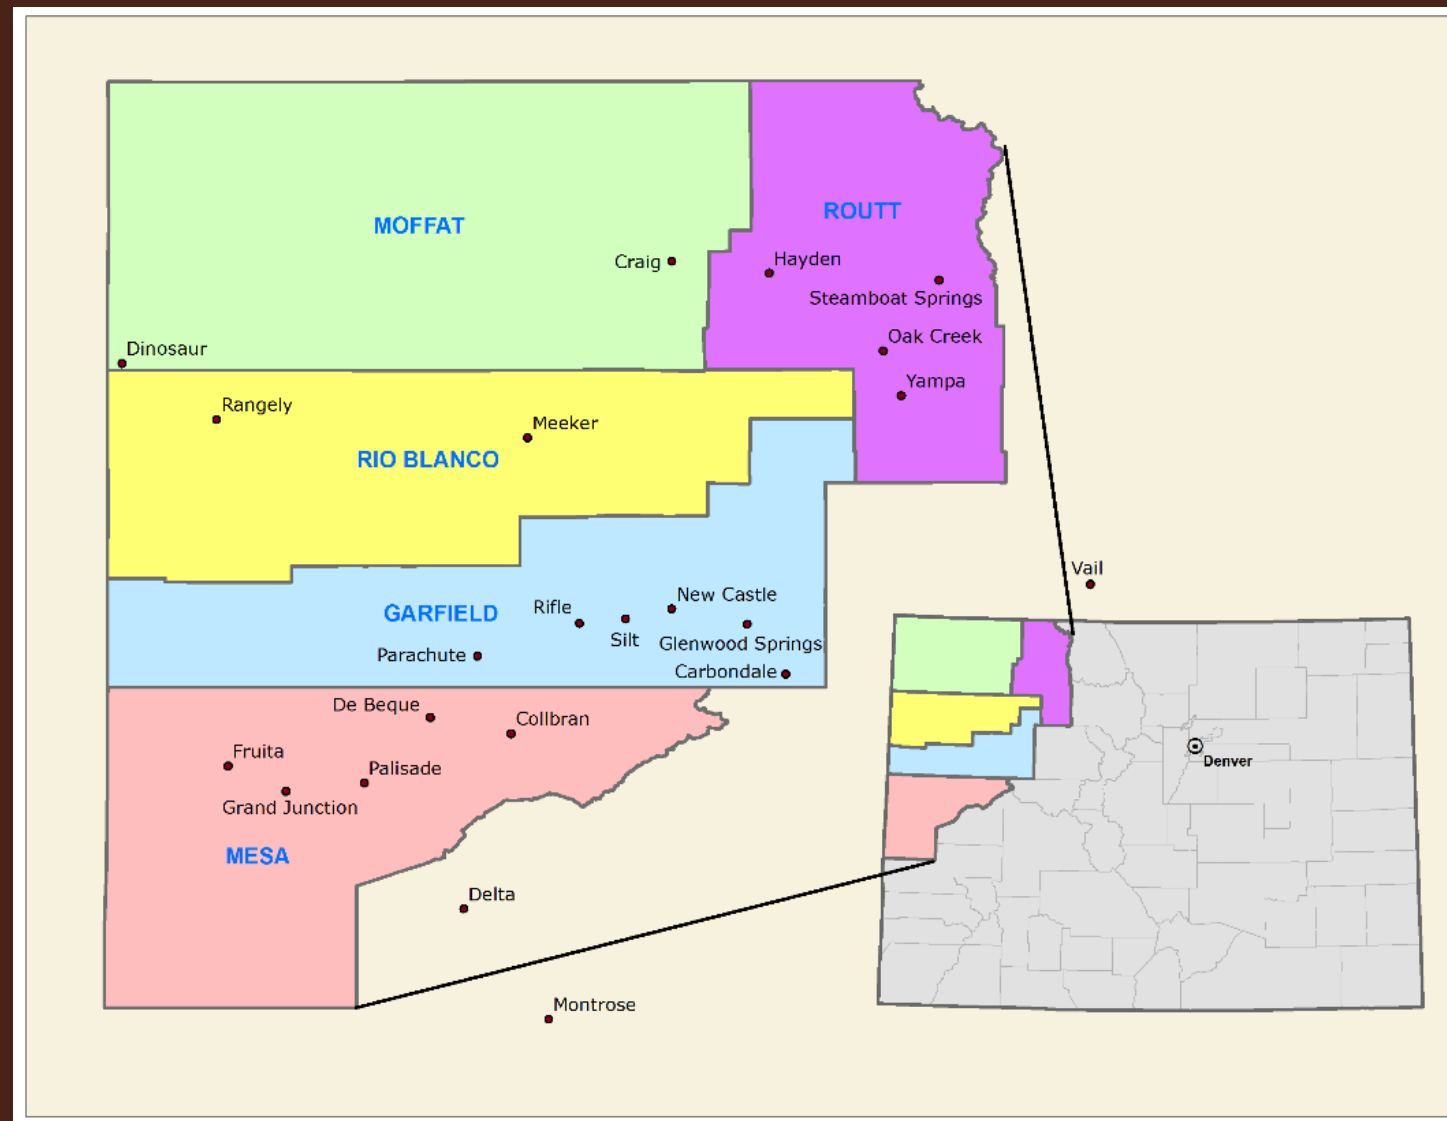 MOFFAT
ROUTT
Craig
Hayden
Steamboat Springs
Oak Creek
Dinosaur
Yampa
Rangely
Meeker
RIO BLANCO
Vail
GARFIELD
Rifle
New Castle
Silt
Glenwood Springs
Parachute
Carbondale
De Beque
Collbran
Fruita
Palisade
Grand Junction
Denver
MESA
Delta
Montrose